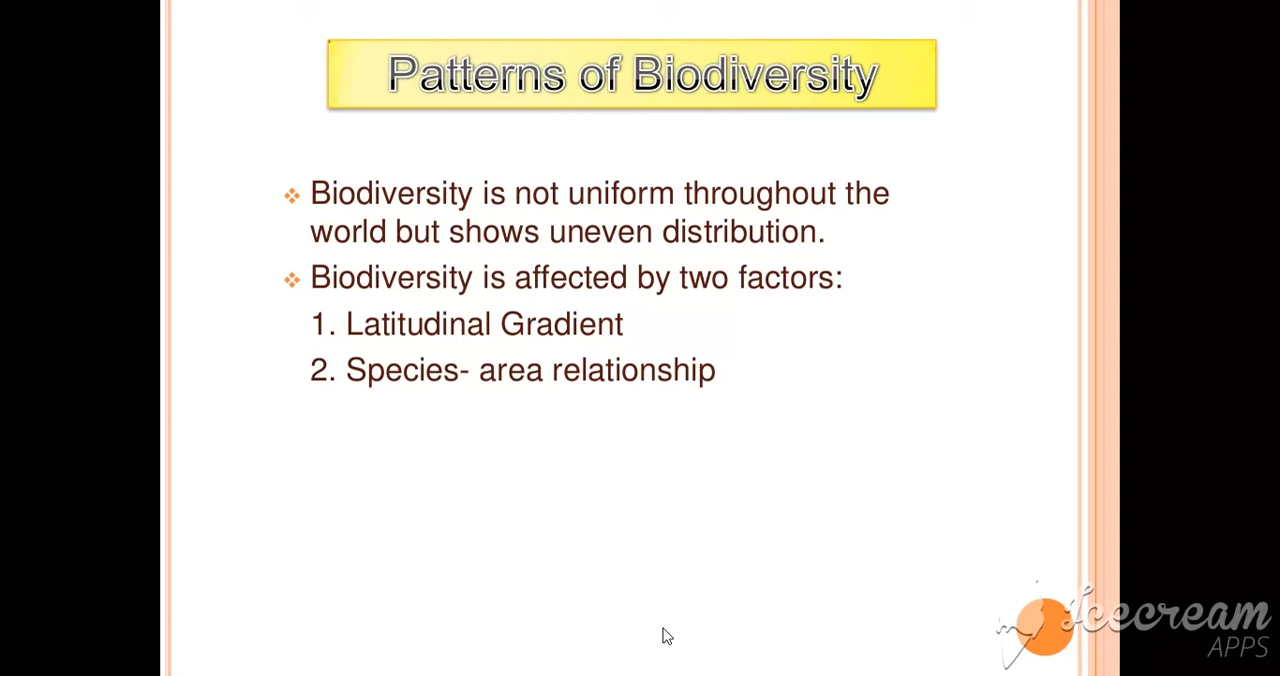 Patterns of Biodiversity
Biodiversity is not uniform throughout the
world but shows uneven distribution.
Biodiversity is affected by two factors:
1. Latitudinal Gradient
2. Species- area relationship
Icecream
APPS